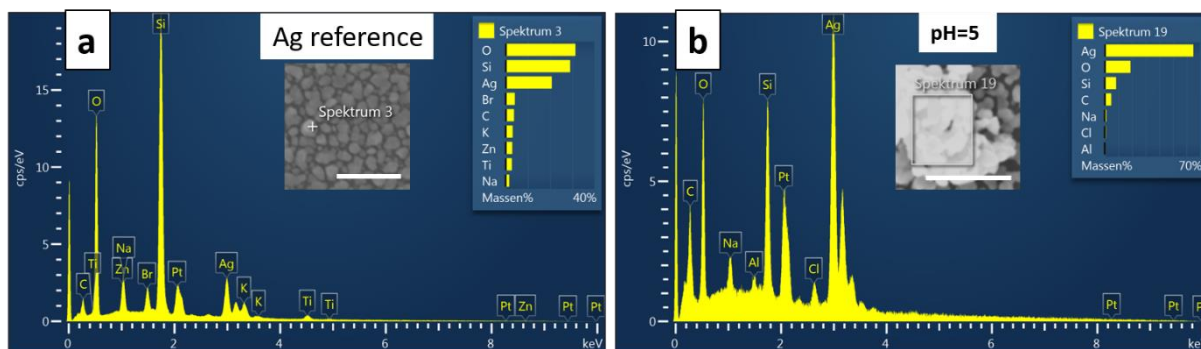 a
Ag reference
Spektrum 3
Spektrum 3
O
Si
Ag
Br
C
K
Zn
Ti
Na
Massen% 40%
cps/eV
15
10
5
0
Si
O
Ti
C
Na
Zn
Br
Pt
Ag
K
K
Ti
Ti
Pt
Zn
Pt
Pt
0
2
4
6
8
keV
b
pH=5
Spektrum 19
Spektrum 19
Ag
O
Si
C
Na
Cl
Al
Massen% 70%
cps/eV
10
5
0
Ag
O
Si
C
Pt
Na
Al
Cl
Pt
Pt
0
2
4
6
8
keV